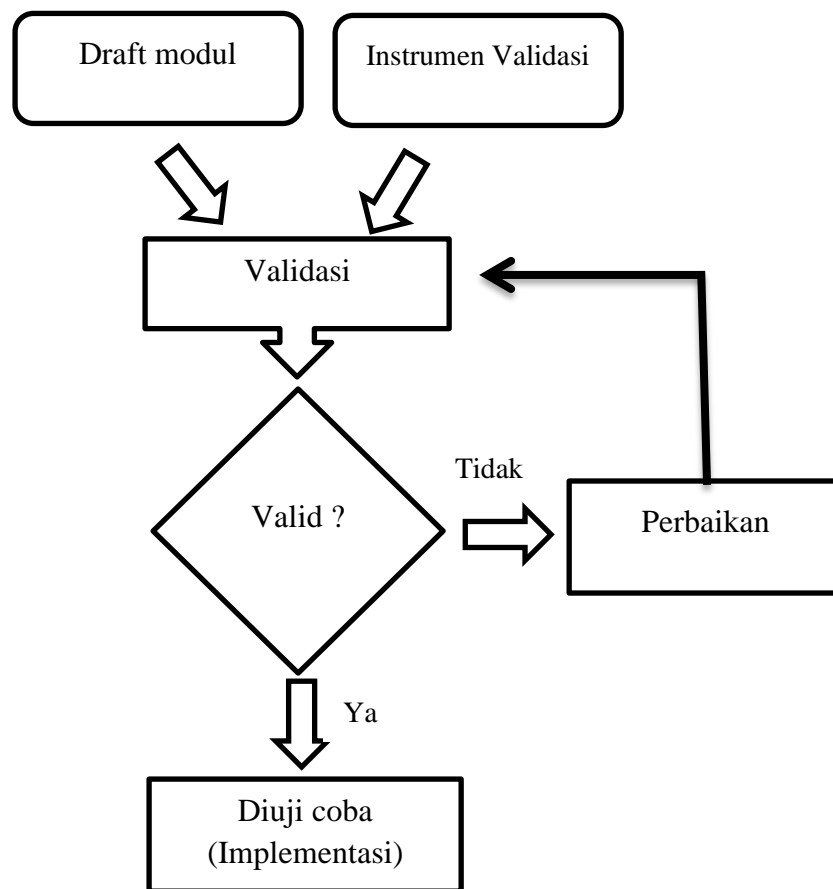 Draft modul
Instrumen Validasi
Validasi
Tidak
Valid ?
Perbaikan
Ya
Diuji coba
(Implementasi)